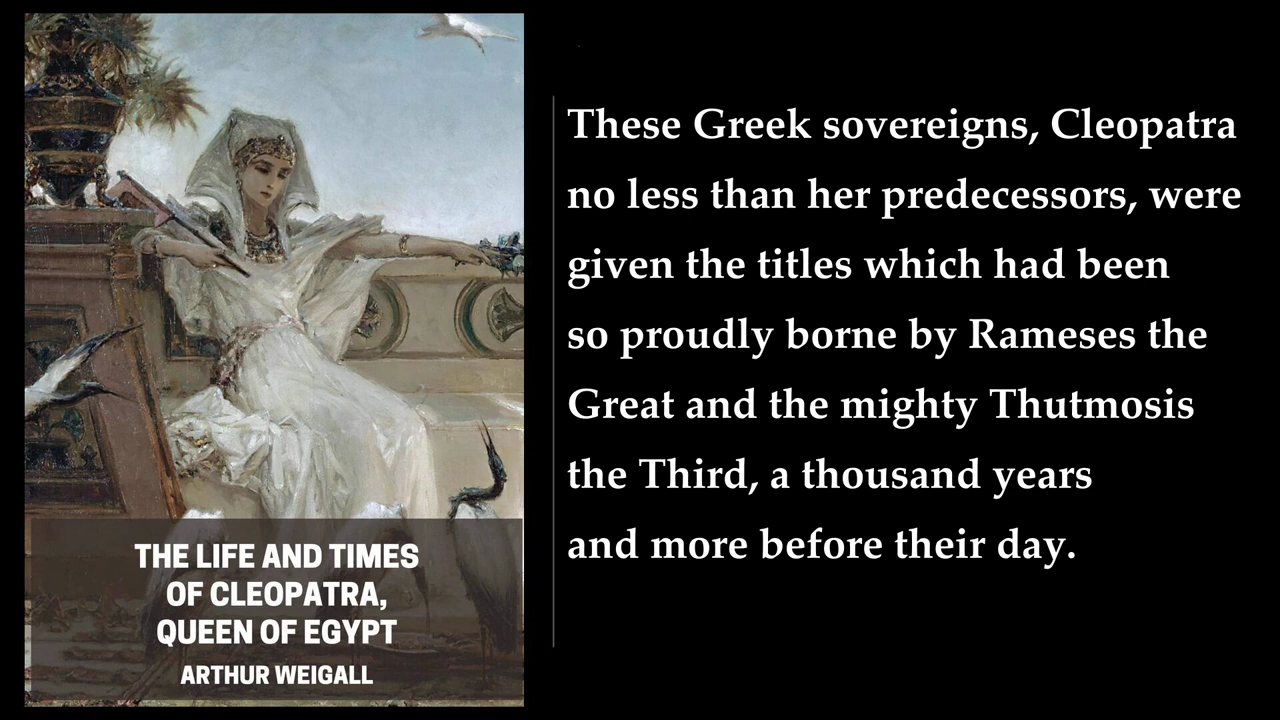 These Greek sovereigns, Cleopatra
no less than her predecessors, were
given the titles which had been
so proudly borne by Rameses the
Great and the mighty Thutmosis
the Third, a thousand years
and more before their day.
THE LIFE AND TIMES
OF CLEOPATRA,
QUEEN OF EGYPT
ARTHUR WEIGALL